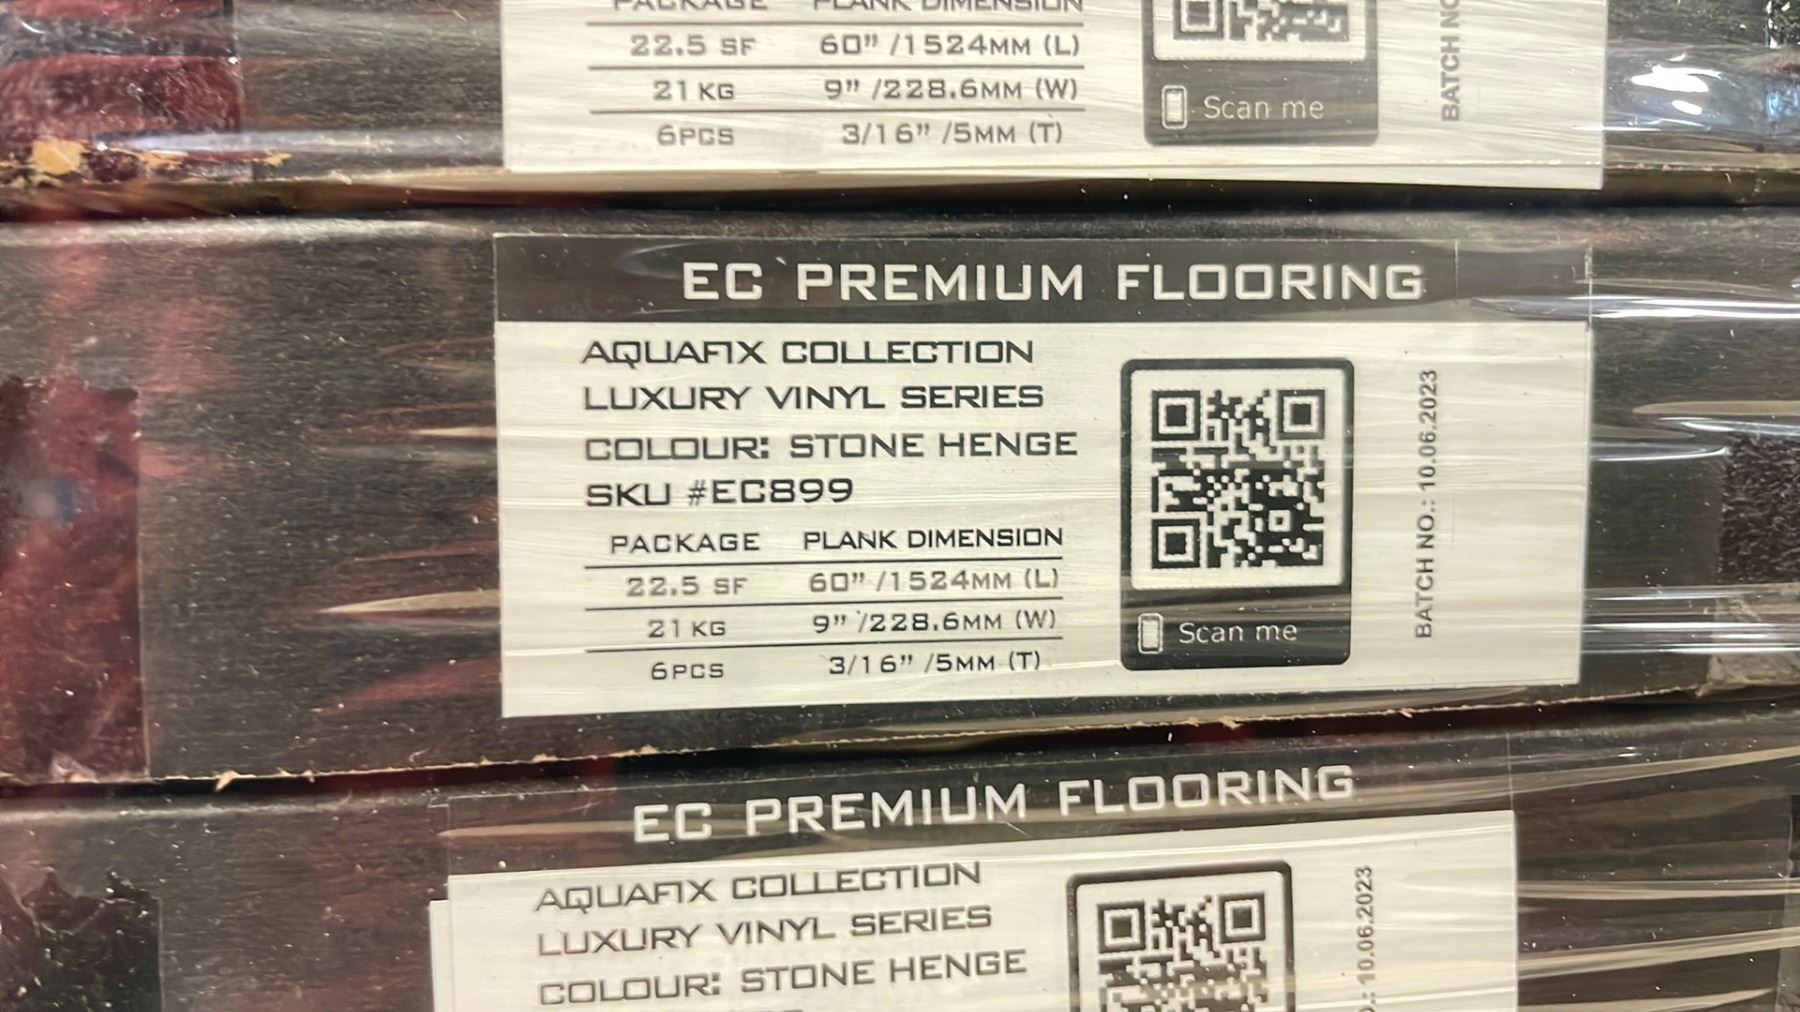 PACKAGE PLANK DIMENSION
22.5 SF 60" /1524MM (L)
21 KG 9" /228.6MM (W)
6PCS 3/16" /5MM (T)
Scan me
BATCH NO
EC PREMIUM FLOORING
AQUAFIX COLLECTION
LUXURY VINYL SERIES
COLOUR: STONE HENGE
SKU #EC899
PACKAGE PLANK DIMENSION
22.5 SF 60" /1524MM (L)
21 KG 9" /228.6MM (W)
6PCS 3/16" /5MM (T)
Scan me
BATCH NO.: 10.06.2023
EC PREMIUM FLOORING
AQUAFIX COLLECTION
LUXURY VINYL SERIES
COLOUR: STONE HENGE
.: 10.06.2023